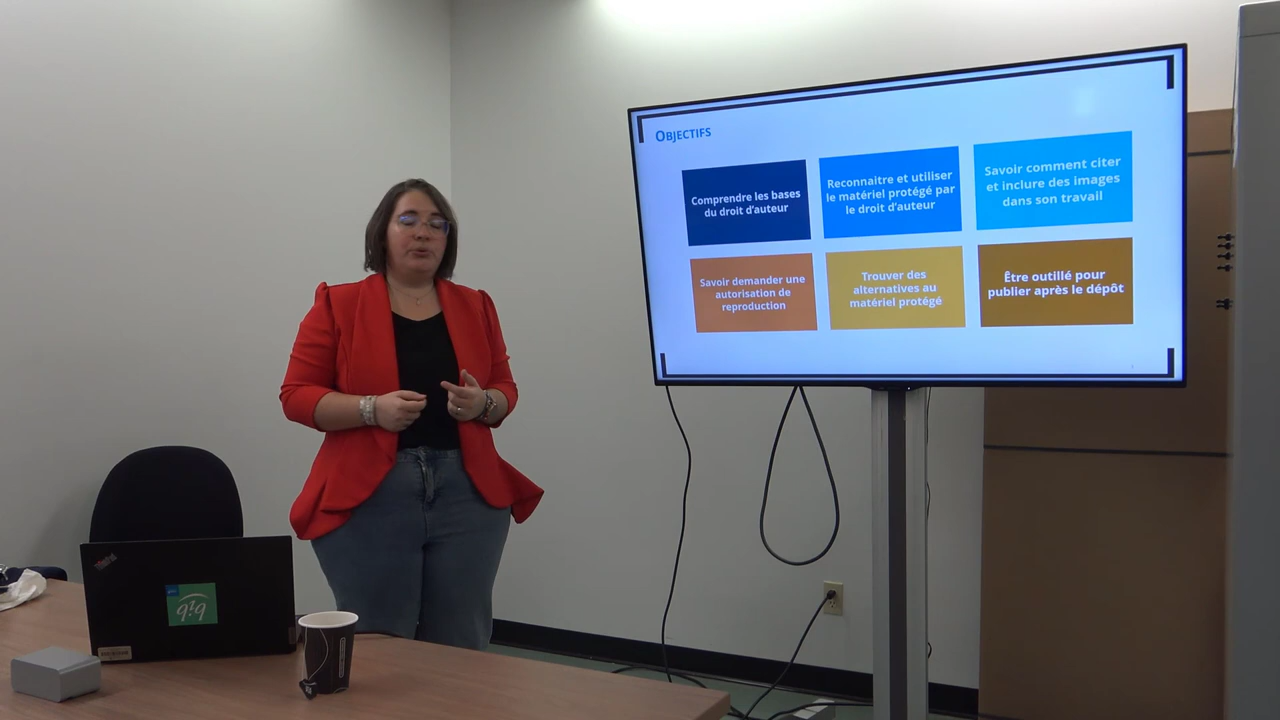 OBJECTIFS
Comprendre les bases
du droit d'auteur
Reconnaitre et utiliser
le matériel protégé par
le droit d'auteur
Savoir comment citer
et inclure des images
dans son travail
Savoir demander une
autorisation de
reproduction
Trouver des
alternatives au
matériel protégé
Être outillé pour
publier après le dépôt
ThinkPad